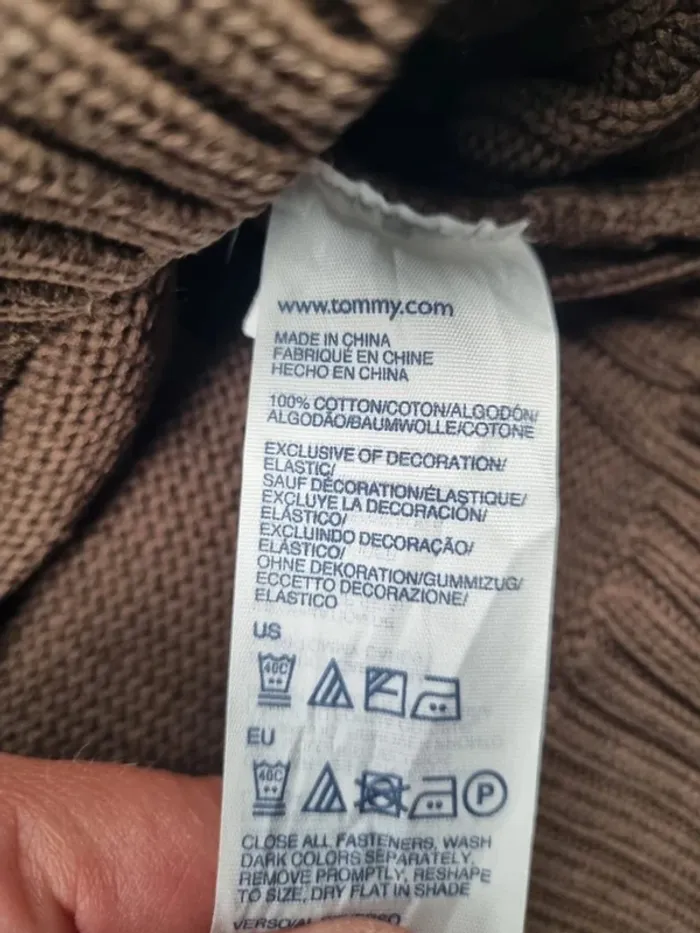 www.tommy.com
MADE IN CHINA
FABRIQUÉ EN CHINE
HECHO EN CHINA
100% COTTON/COTON/ALGODÓN/
ALGODÃO/BAUMWOLLE/COTONE
EXCLUSIVE OF DECORATION/
ELASTIC/
SAUF DÉCORATION/ÉLASTIQUE/
EXCLUYE LA DECORACIÓN/
ELÁSTICO/
EXCLUINDO DECORAÇÃO/
ELÁSTICO/
OHNE DEKORATION/GUMMIZUG/
ECCETTO DECORAZIONE/
ELASTICO
US
40C
EU
40C
P
CLOSE ALL FASTENERS, WASH
DARK COLORS SEPARATELY,
REMOVE PROMPTLY, RESHAPE
TO SIZE, DRY FLAT IN SHADE